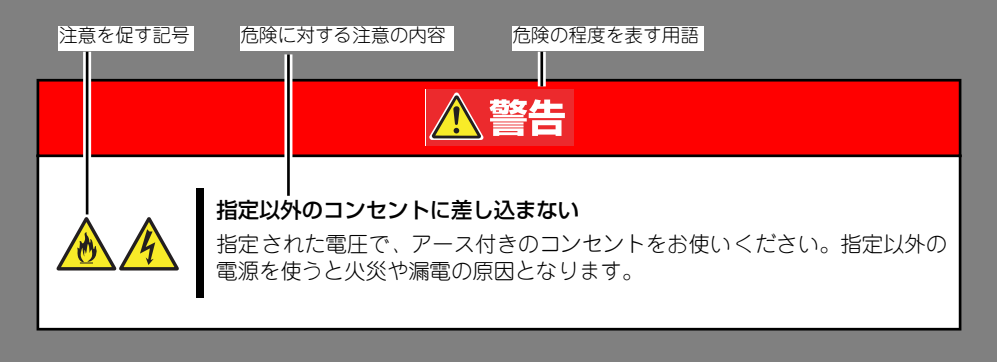 注意を促す記号
危険に対する注意の内容
危険の程度を表す用語
警告
指定以外のコンセントに差し込まない
指定された電圧で、アース付きのコンセントをお使いください。指定以外の
電源を使うと火災や漏電の原因となります。